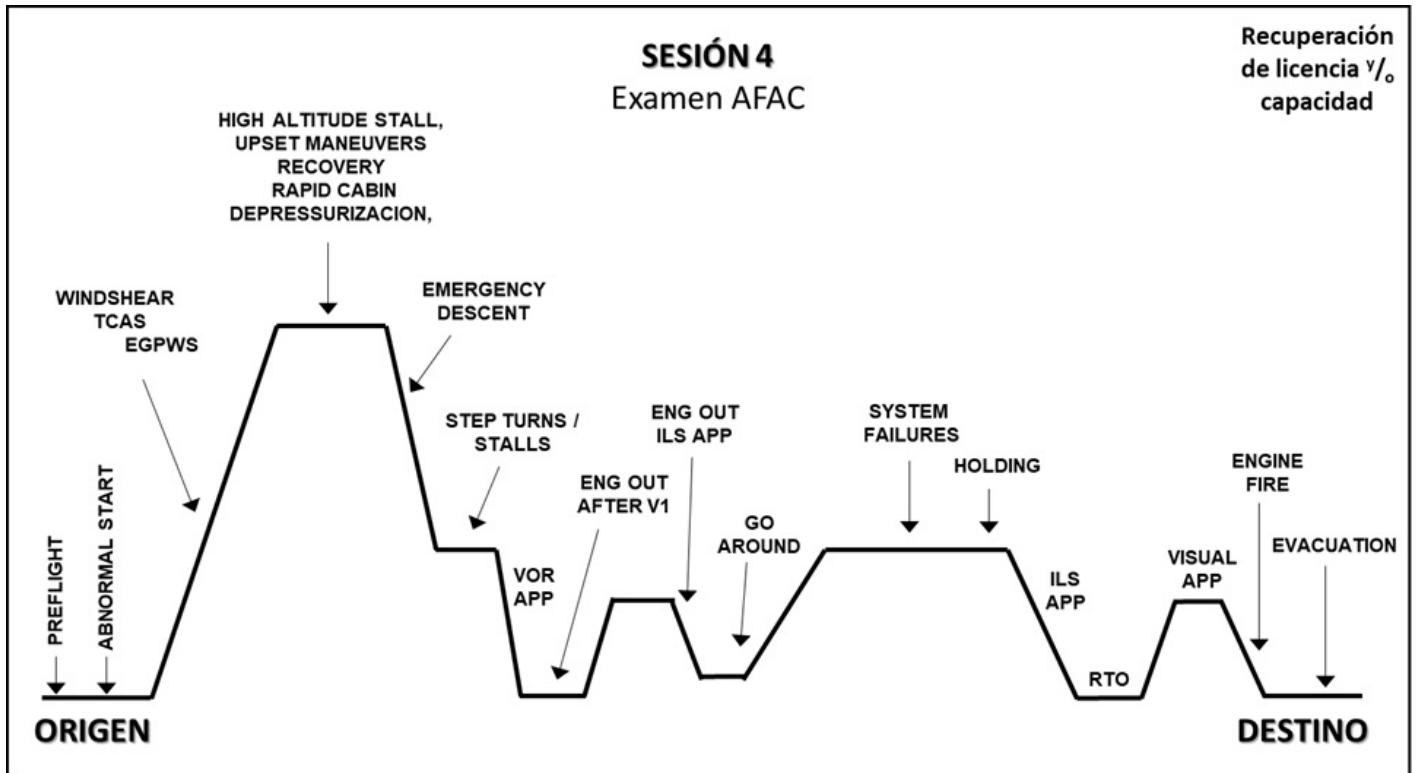 SESIÓN 4
Examen AFAC
Recuperación
de licencia y/o
capacidad
HIGH ALTITUDE STALL,
UPSET MANEUVERS
RECOVERY
RAPID CABIN
DEPRESSURIZACION,
WINDSHEAR
TCAS
EGPWS
EMERGENCY
DESCENT
STEP TURNS /
STALLS
ENG OUT
AFTER V1
ENG OUT
ILS APP
GO
AROUND
SYSTEM
FAILURES
HOLDING
ENGINE
FIRE
EVACUATION
PREFLIGHT
ABNORMAL START
VOR
APP
ILS
APP
VISUAL
APP
RTO
ORIGEN
DESTINO